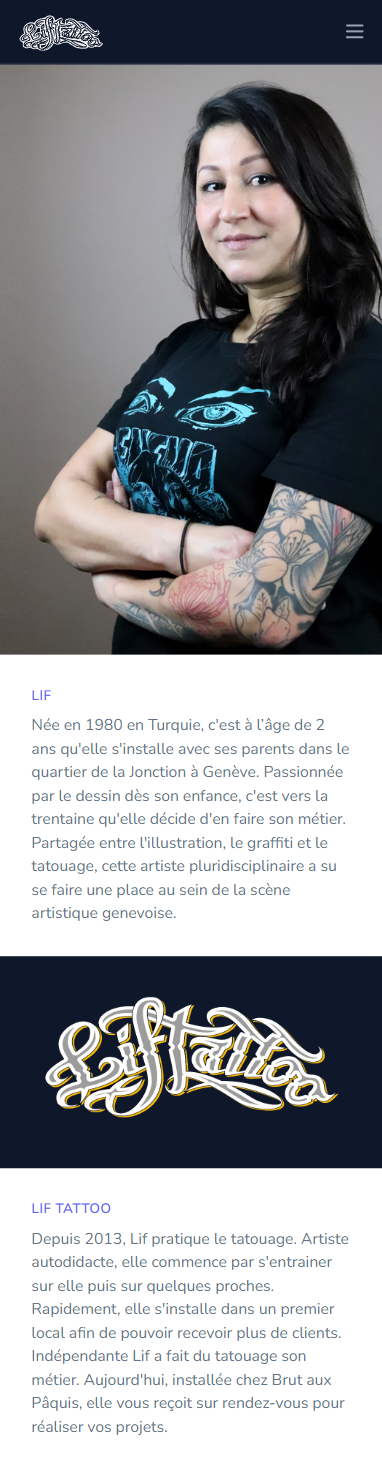 Lif tattoo
LIF
Née en 1980 en Turquie, c'est à l’âge de 2
ans qu'elle s'installe avec ses parents dans le
quartier de la Jonction à Genève. Passionnée
par le dessin dès son enfance, c'est vers la
trentaine qu'elle décide d'en faire son métier.
Partagée entre l'illustration, le graffiti et le
tatouage, cette artiste pluridisciplinaire a su
se faire une place au sein de la scène
artistique genevoise.
Lif tattoo
LIF TATTOO
Depuis 2013, Lif pratique le tatouage. Artiste
autodidacte, elle commence par s'entrainer
sur elle puis sur quelques proches.
Rapidement, elle s'installe dans un premier
local afin de pouvoir recevoir plus de clients.
Indépendante Lif a fait du tatouage son
métier. Aujourd'hui, installée chez Brut aux
Pâquis, elle vous reçoit sur rendez-vous pour
réaliser vos projets.